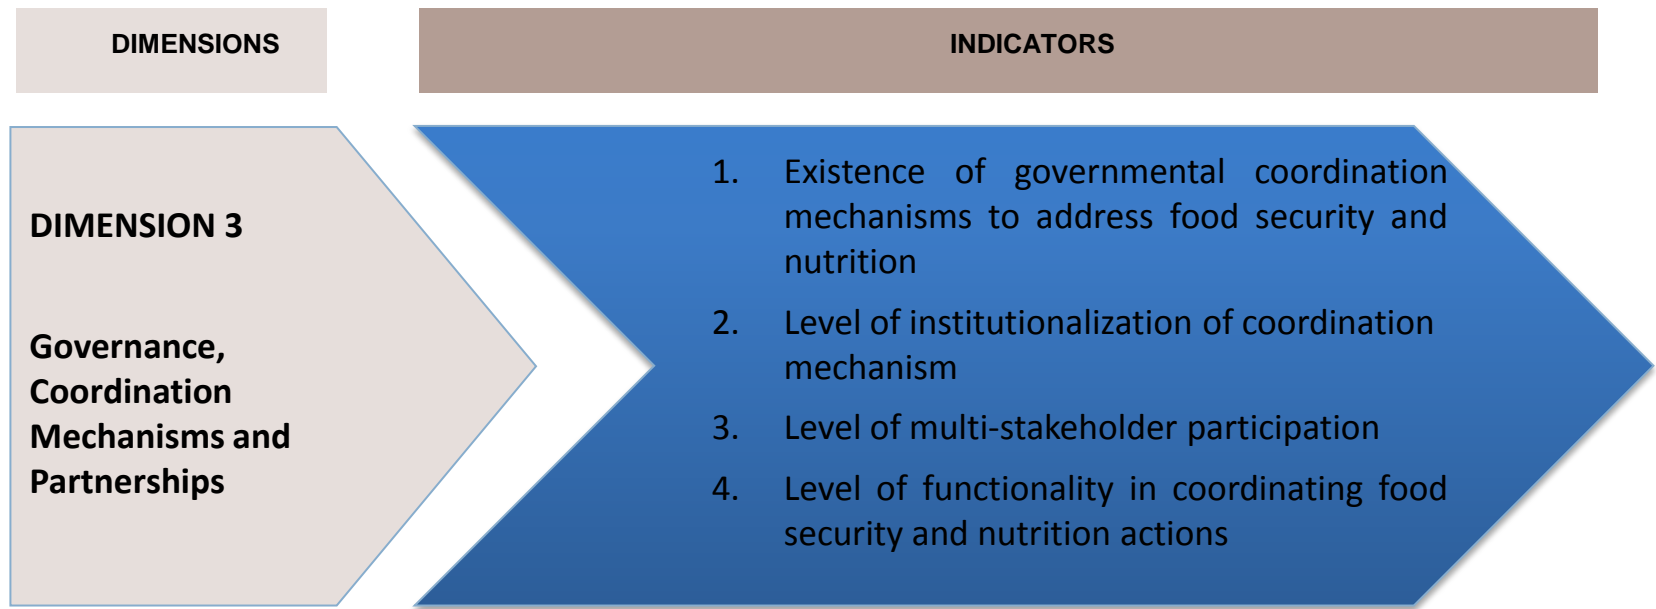 DIMENSIONS
INDICATORS
DIMENSION 3
Governance,
Coordination
Mechanisms and
Partnerships
1. Existence of governmental coordination
mechanisms to address food security and
nutrition
2. Level of institutionalization of coordination
mechanism
3. Level of multi-stakeholder participation
4. Level of functionality in coordinating food
security and nutrition actions